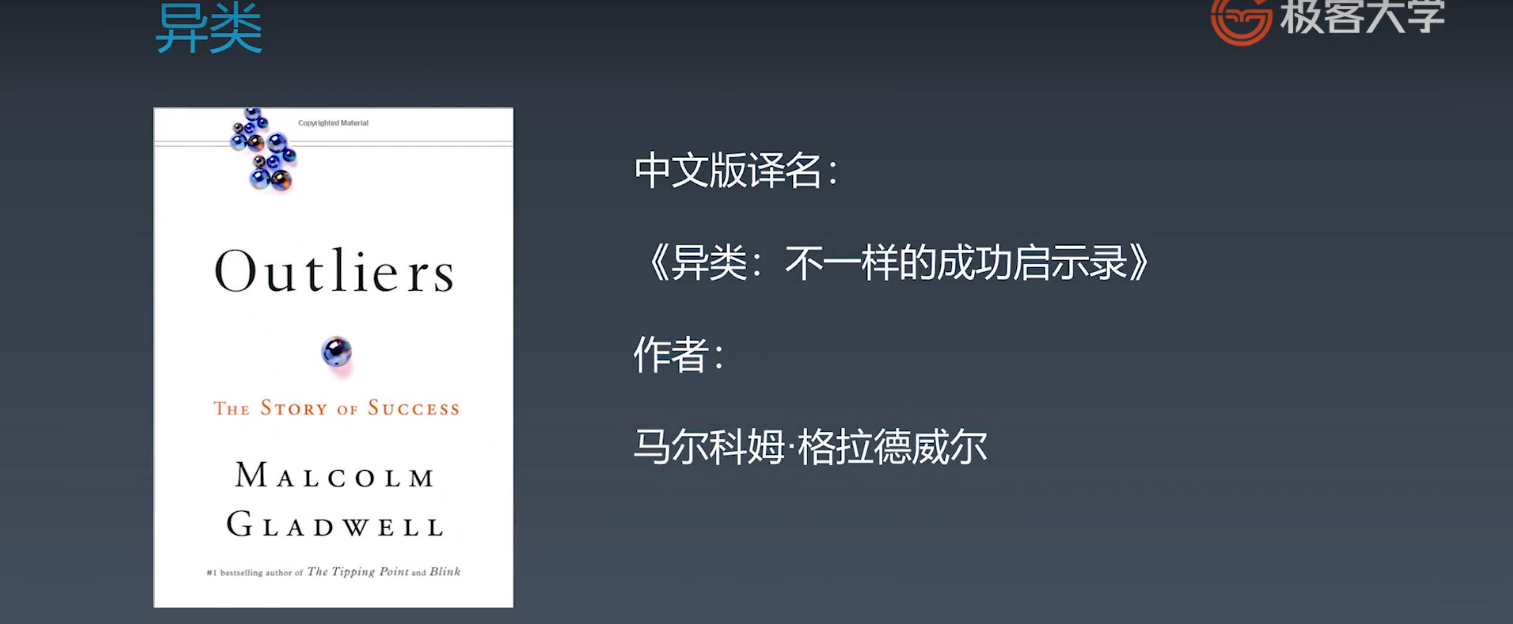 异类
极客大学
Copyrighted Material
Outliers
THE STORY OF SUCCESS
MALCOLM
GLADWELL
#1 bestselling author of The Tipping Point and Blink
中文版译名：
《异类：不一样的成功启示录》
作者：
马尔科姆·格拉德威尔